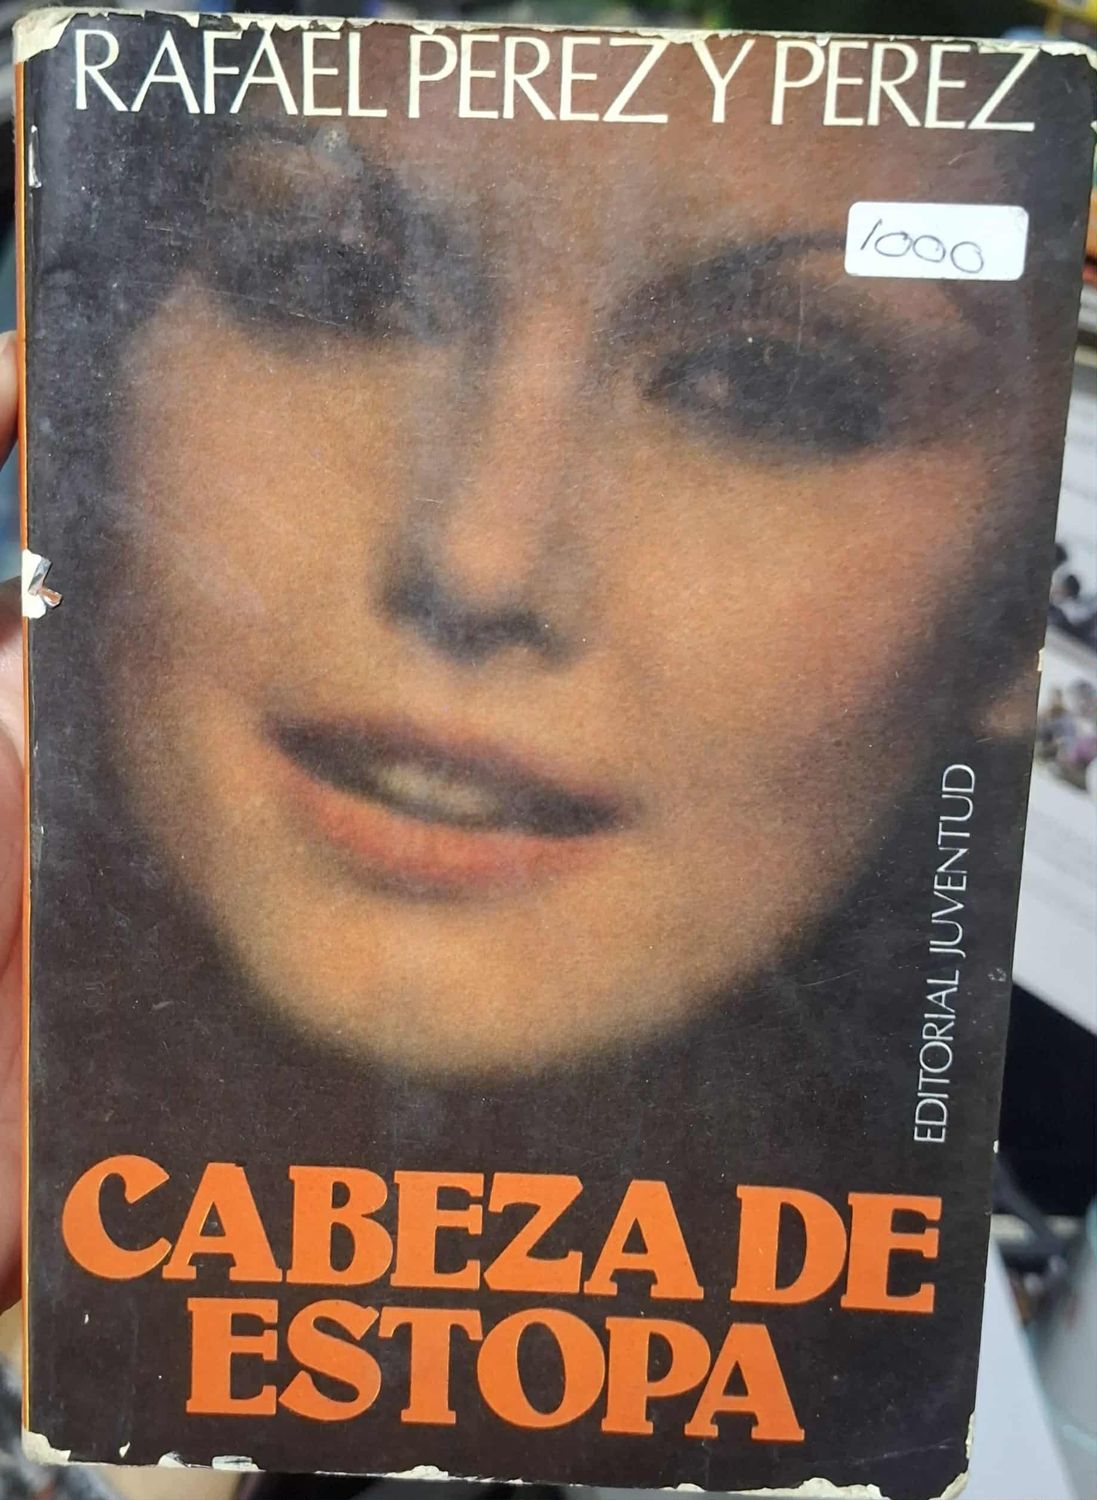 RAFAEL PEREZ Y PEREZ
1000
EDITORIAL JUVENTUD
CABEZA DE
ESTOPA